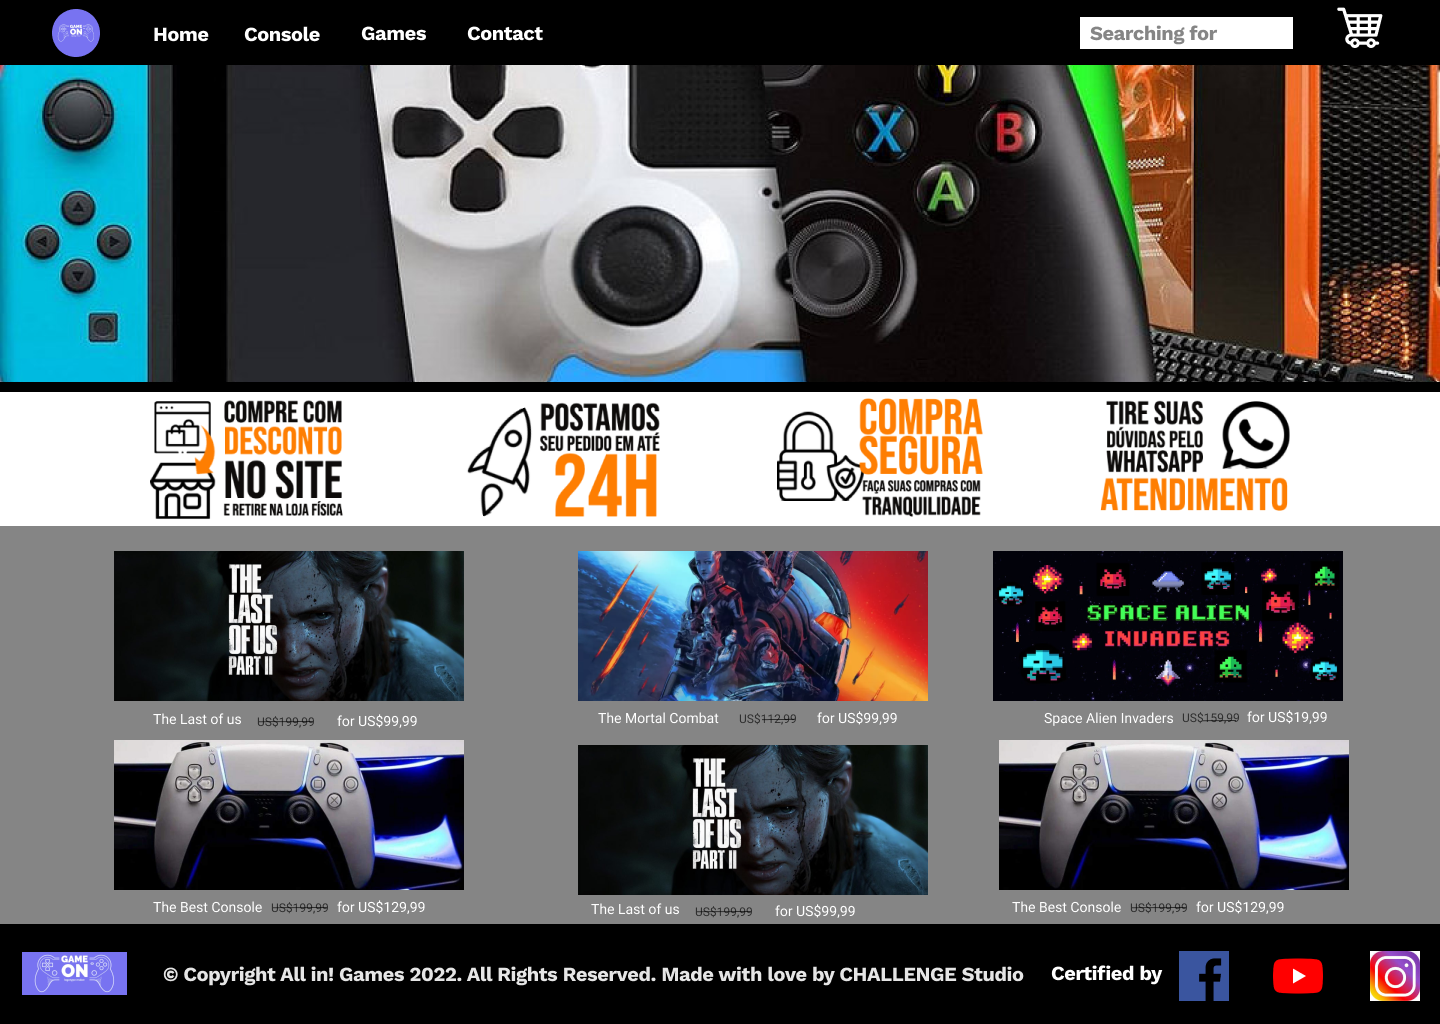 GAME
ON
Home
Console
Games
Contact
Searching for
Y
X
B
A
COMPRE COM
DESCONTO
NO SITE
E RETIRE NA LOJA FÍSICA
POSTAMOS
SEU PEDIDO EM ATÉ
24H
COMPRA
SEGURA
FAÇA SUAS COMPRAS COM
TRANQUILIDADE
TIRE SUAS
DÚVIDAS PELO
WHATSAPP
ATENDIMENTO
THE
LAST
OF US
PART II
SPACE ALIEN
INVADERS
The Last of us US$199,99 for US$99,99
The Mortal Combat US$112,99 for US$99,99
Space Alien Invaders US$159,99 for US$19,99
THE
LAST
OF US
PART II
The Best Console US$199,99 for US$129,99
The Last of us US$199,99 for US$99,99
The Best Console US$199,99 for US$129,99
GAME
ON
© Copyright All in! Games 2022. All Rights Reserved. Made with love by CHALLENGE Studio
Certified by